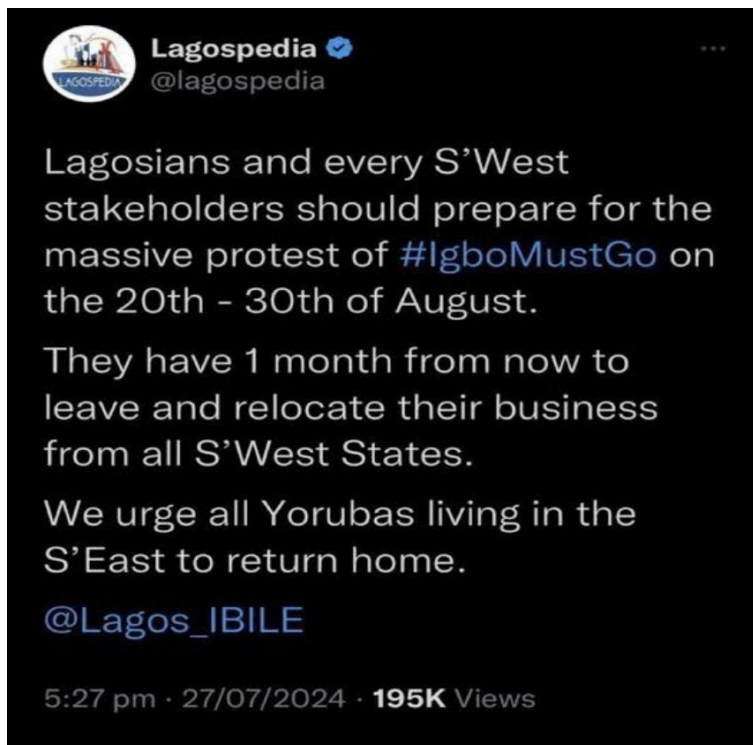 Lagospedia
@lagospedia
LAGOSPEDIA
Lagosians and every S’West
stakeholders should prepare for the
massive protest of #IgboMustGo on
the 20th - 30th of August.
They have 1 month from now to
leave and relocate their business
from all S’West States.
We urge all Yorubas living in the
S’East to return home.
@Lagos_IBILE
5:27 pm · 27/07/2024 · 195K Views